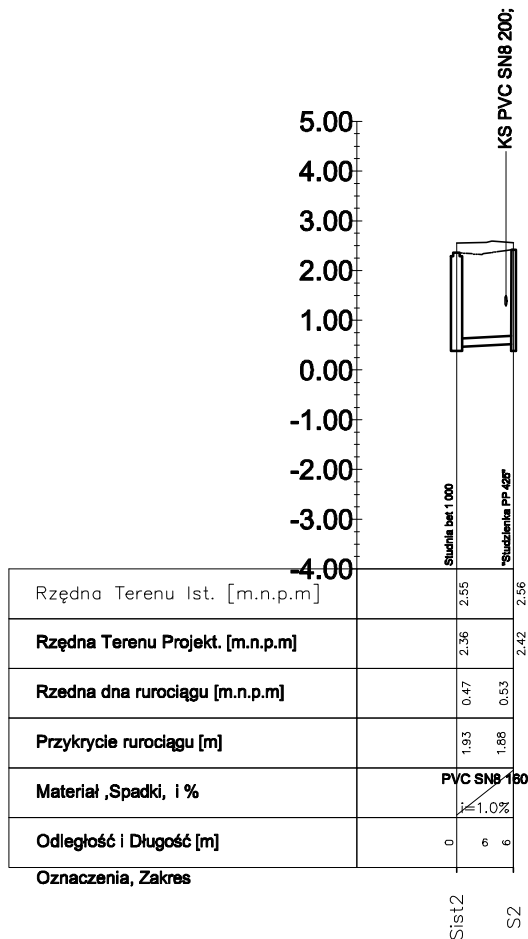 KS PVC SN8 200;
5.00
4.00
3.00
2.00
1.00
0.00
-1.00
-2.00
-3.00
-4.00
Studnia bet 1000
"Studzienka PP 425"
Rzędna Terenu Ist. [m.n.p.m] 2.55 2.56
Rzędna Terenu Projekt. [m.n.p.m] 2.36 2.42
Rzedna dna rurociągu [m.n.p.m] 0.47 0.53
Przykrycie rurociągu [m] 1.93 1.88
Materiał ,Spadki, i % PVC SN8 160
i=1.0%
Odległość i Długość [m] 0 6 6
Oznaczenia, Zakres
Sist2 S2